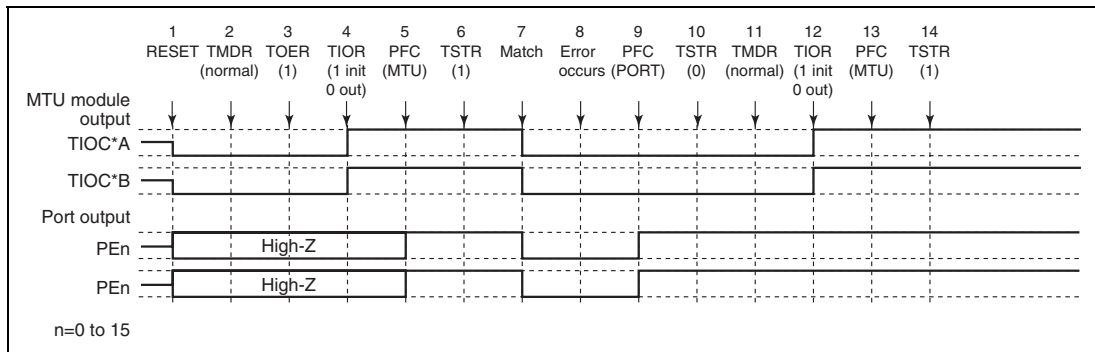 1 2 3 4 5 6 7 8 9 10 11 12 13 14
RESET TMDR TOER TIOR PFC TSTR Match Error PFC TSTR TMDR TIOR PFC TSTR
(normal) (1) (1 init (MTU) (1) occurs (PORT) (0) (normal) (1 init (MTU) (1)
0 out) 0 out)
MTU module
output
TIOC*A
TIOC*B
Port output
PEn High-Z
PEn High-Z
n=0 to 15